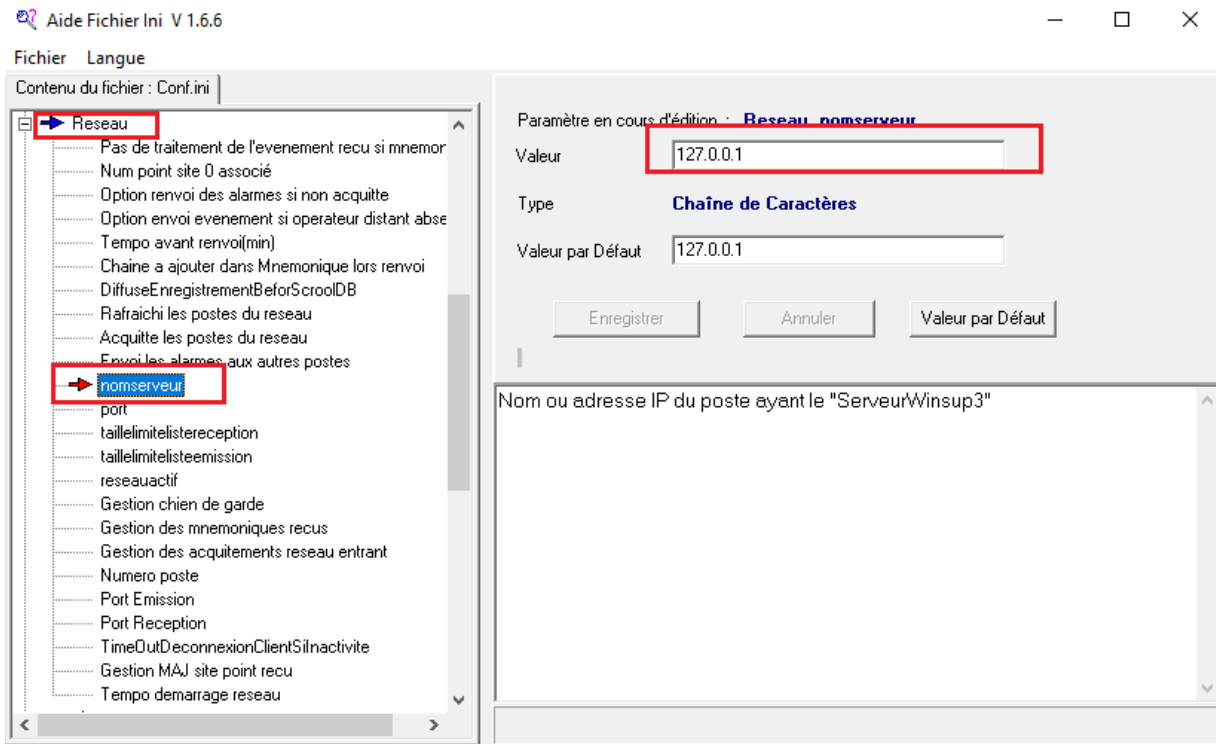 Aide Fichier Ini V 1.6.6
Fichier Langue
Contenu du fichier : Conf.ini
Reseau
Pas de traitement de l'evenement recu si mnemor
Num point site 0 associé
Option renvoi des alarmes si non acquitte
Option envoi evenement si operateur distant abse
Tempo avant renvoi(min)
Chaine a ajouter dans Mnemonique lors renvoi
DiffuseEnregistrementBeforScroolDB
Rafraichi les postes du reseau
Acquitte les postes du reseau
Envoi les alarmes aux autres postes
nomserveur
port
taillelimitelistereception
taillelimitelisteemission
reseauactif
Gestion chien de garde
Gestion des mnemoniques recus
Gestion des acquitements reseau entrant
Numero poste
Port Emission
Port Reception
TimeOutDeconnexionClientSiInactivite
Gestion MAJ site point recu
Tempo demarrage reseau
Paramètre en cours d'édition : Reseau nomserveur
Valeur 127.0.0.1
Type Chaîne de Caractères
Valeur par Défaut 127.0.0.1
Enregistrer Annuler Valeur par Défaut
Nom ou adresse IP du poste ayant le "ServeurWinsup3"